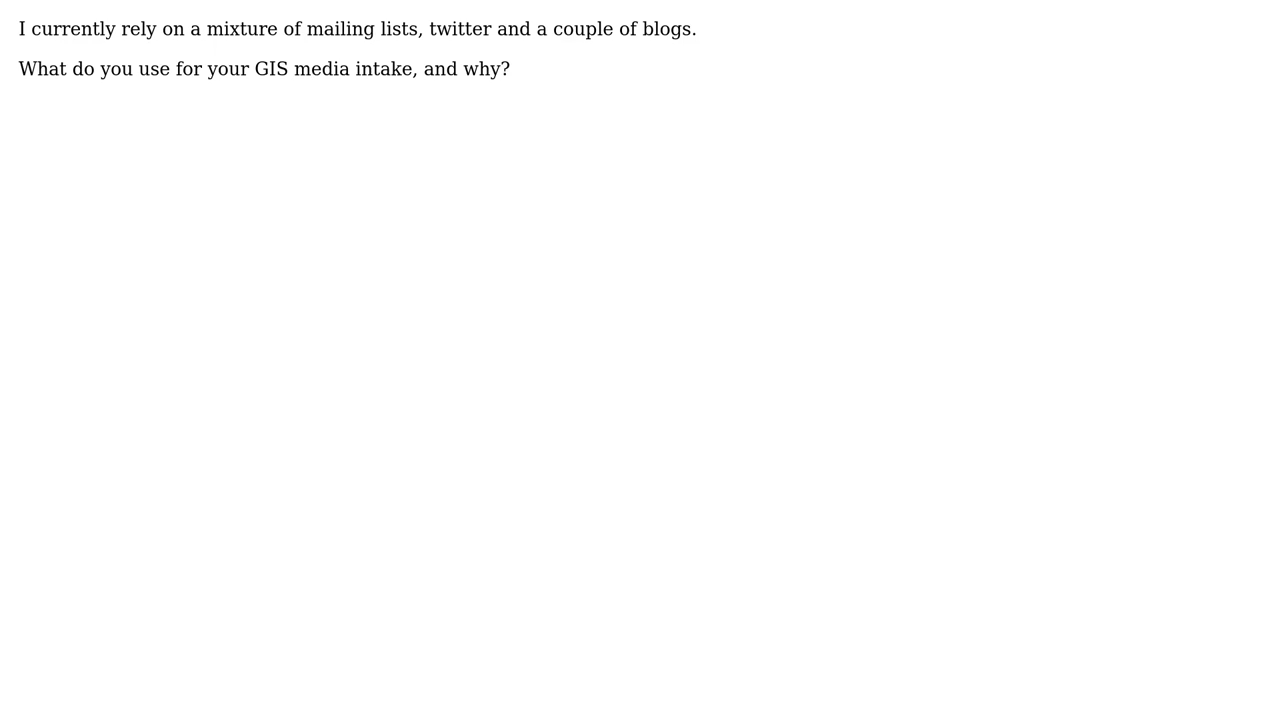 I currently rely on a mixture of mailing lists, twitter and a couple of blogs.
What do you use for your GIS media intake, and why?